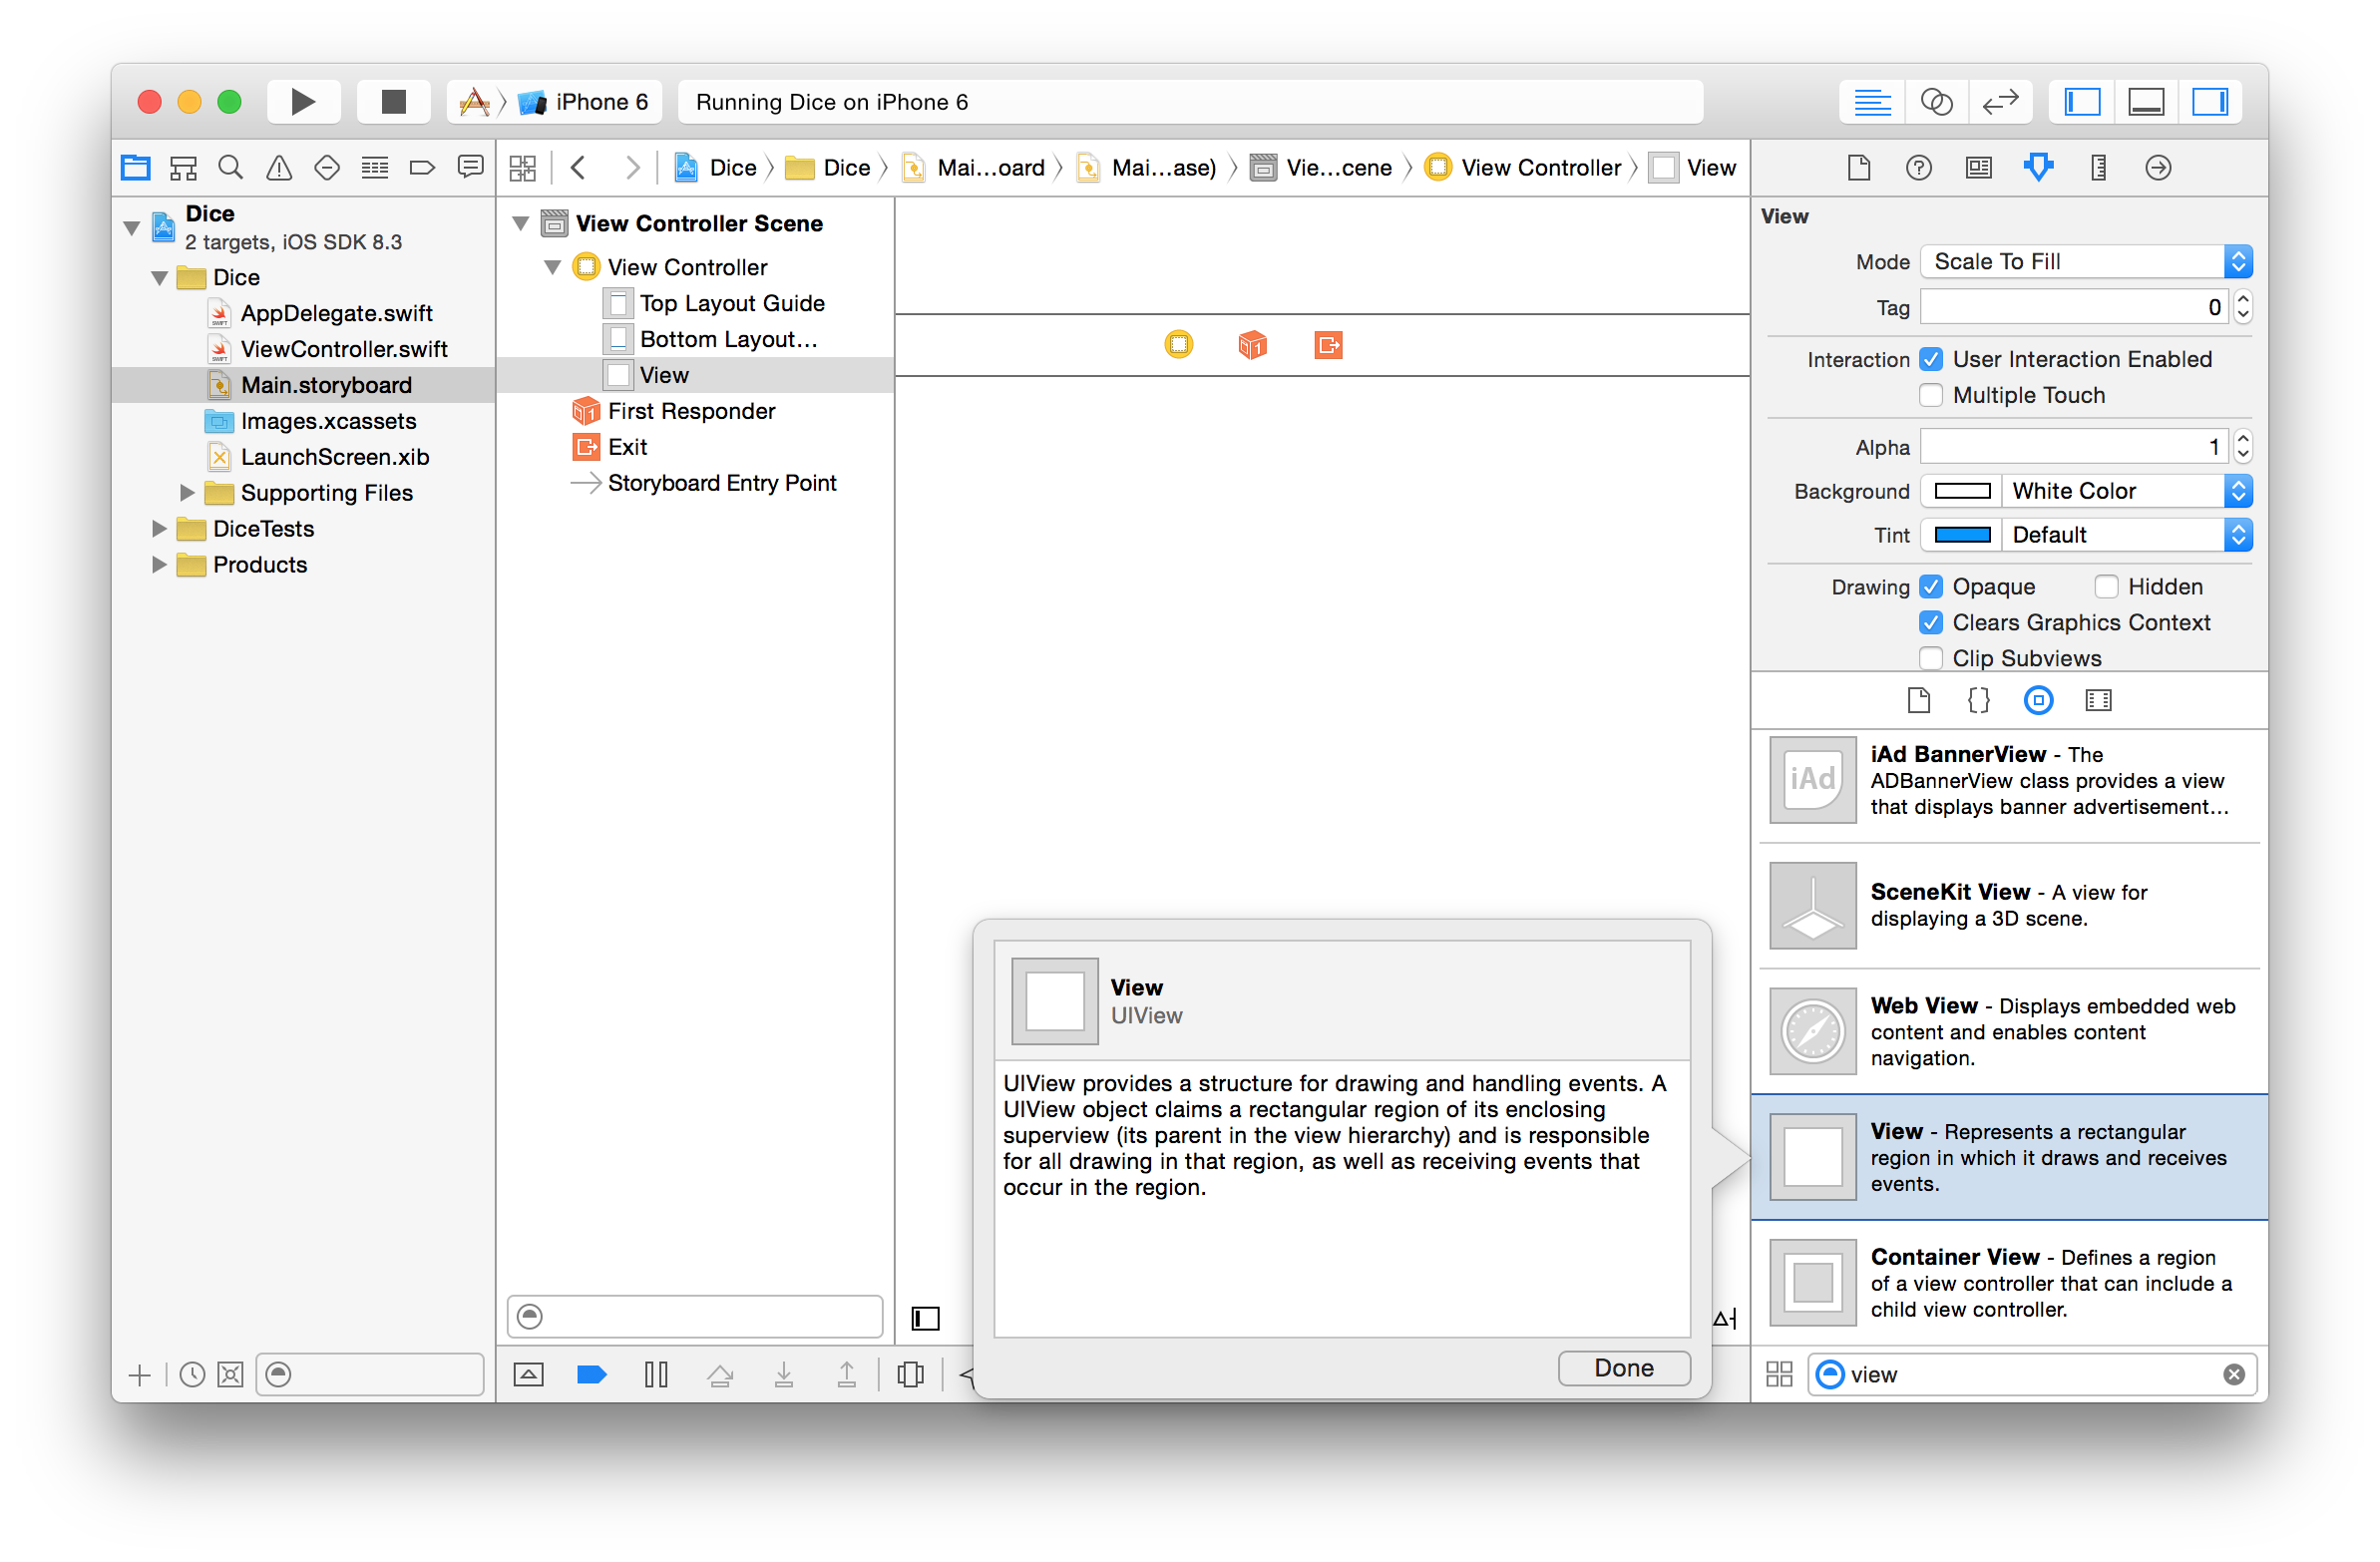 iPhone 6
Running Dice on iPhone 6
Dice
Dice
Mai...oard
Mai...ase)
Vie...cene
View Controller
View
Dice
2 targets, iOS SDK 8.3
Dice
AppDelegate.swift
ViewController.swift
Main.storyboard
Images.xcassets
LaunchScreen.xib
Supporting Files
DiceTests
Products
View Controller Scene
View Controller
Top Layout Guide
Bottom Layout...
View
First Responder
Exit
Storyboard Entry Point
View
Mode Scale To Fill
Tag 0
Interaction User Interaction Enabled
Multiple Touch
Alpha 1
Background White Color
Tint Default
Drawing Opaque Hidden
Clears Graphics Context
Clip Subviews
iAd
iAd BannerView - The
ADBannerView class provides a view
that displays banner advertisement...
SceneKit View - A view for
displaying a 3D scene.
Web View - Displays embedded web
content and enables content
navigation.
View - Represents a rectangular
region in which it draws and receives
events.
Container View - Defines a region
of a view controller that can include a
child view controller.
view
View
UIView
UIView provides a structure for drawing and handling events. A
UIView object claims a rectangular region of its enclosing
superview (its parent in the view hierarchy) and is responsible
for all drawing in that region, as well as receiving events that
occur in the region.
Done